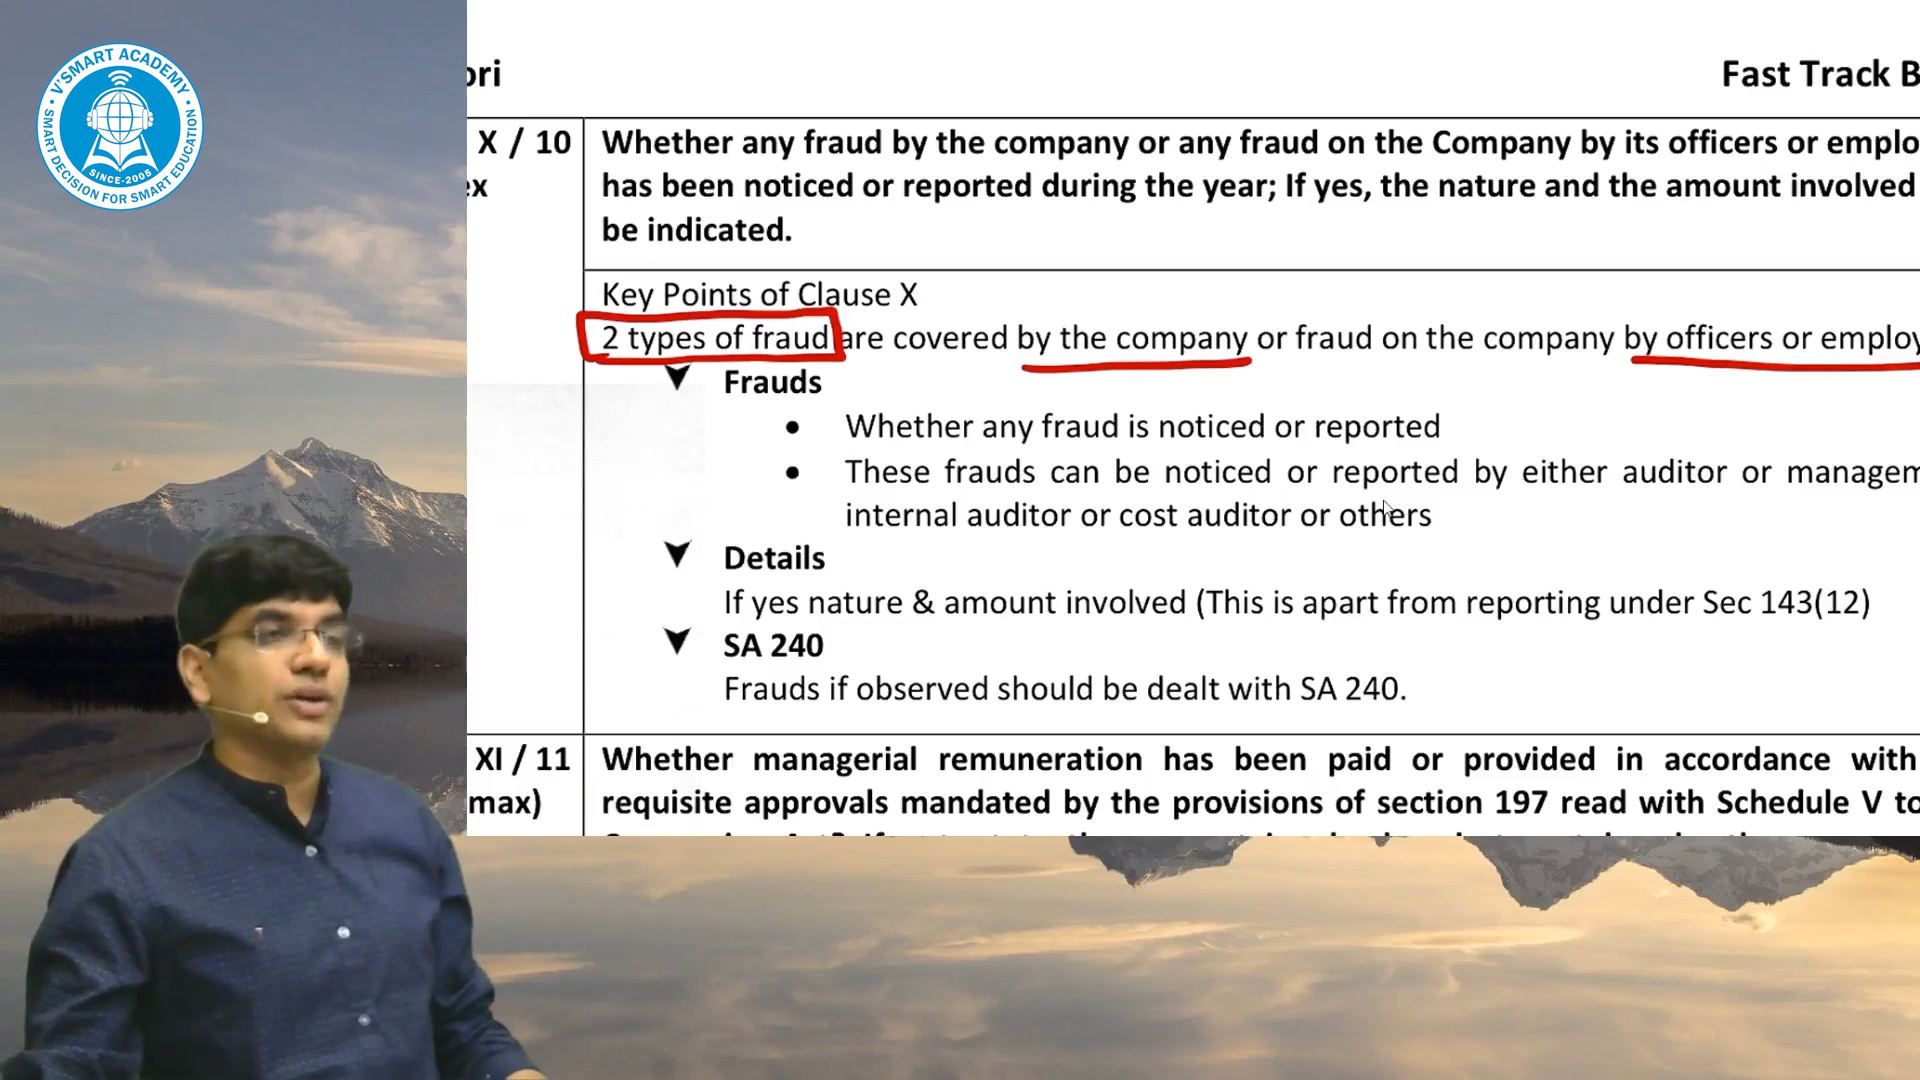 V'SMART ACADEMY
SINCE-2005
SMART DECISION FOR SMART EDUCATION
ori
Fast Track B
X / 10
ex
Whether any fraud by the company or any fraud on the Company by its officers or emplo
has been noticed or reported during the year; If yes, the nature and the amount involved
be indicated.
Key Points of Clause X
2 types of fraud are covered by the company or fraud on the company by officers or employ
Frauds
• Whether any fraud is noticed or reported
• These frauds can be noticed or reported by either auditor or managem
internal auditor or cost auditor or others
Details
If yes nature & amount involved (This is apart from reporting under Sec 143(12)
SA 240
Frauds if observed should be dealt with SA 240.
XI / 11
max)
Whether managerial remuneration has been paid or provided in accordance with
requisite approvals mandated by the provisions of section 197 read with Schedule V to